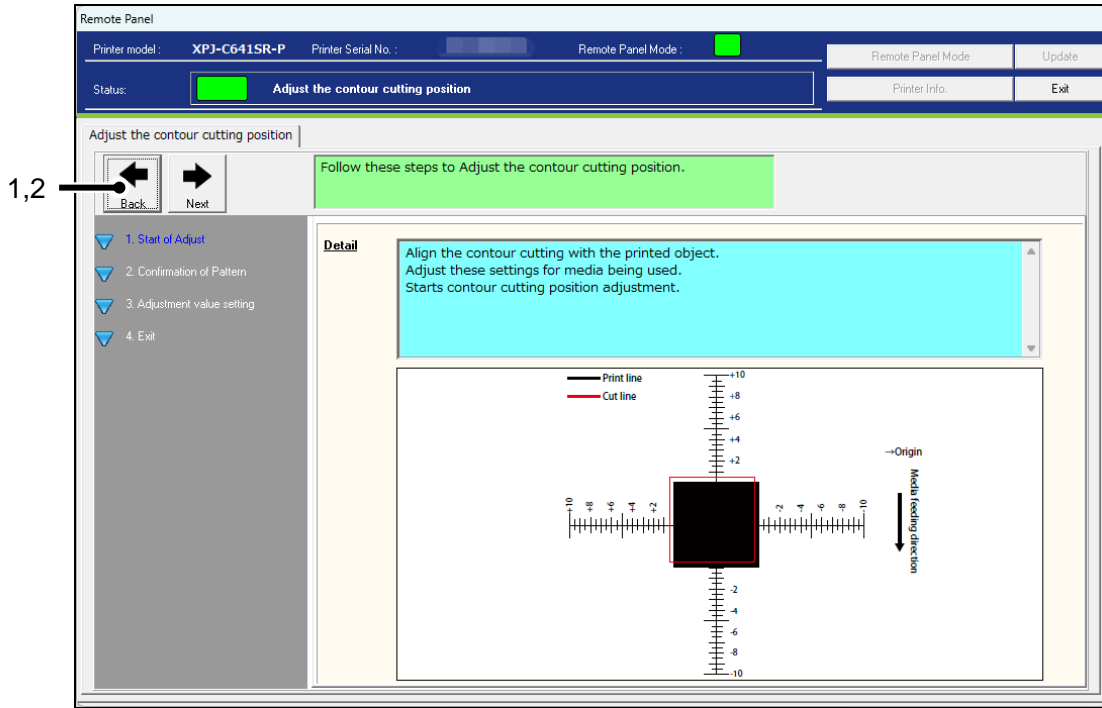 Remote Panel
Printer model : XPJ-C641SR-P Printer Serial No. : Remote Panel Mode :
Remote Panel Mode Update
Status: Adjust the contour cutting position
Printer Info. Exit
Adjust the contour cutting position
1,2
Back Next
Follow these steps to Adjust the contour cutting position.
1. Start of Adjust
2. Confirmation of Pattern
3. Adjustment value setting
4. Exit
Detail
Align the contour cutting with the printed object.
Adjust these settings for media being used.
Starts contour cutting position adjustment.
Print line
Cut line
+10
+8
+6
+4
+2
→Origin
Media feeding direction
+10 +8 +6 +4 +2
-2 -4 -6 -8 -10
-2
-4
-6
-8
-10